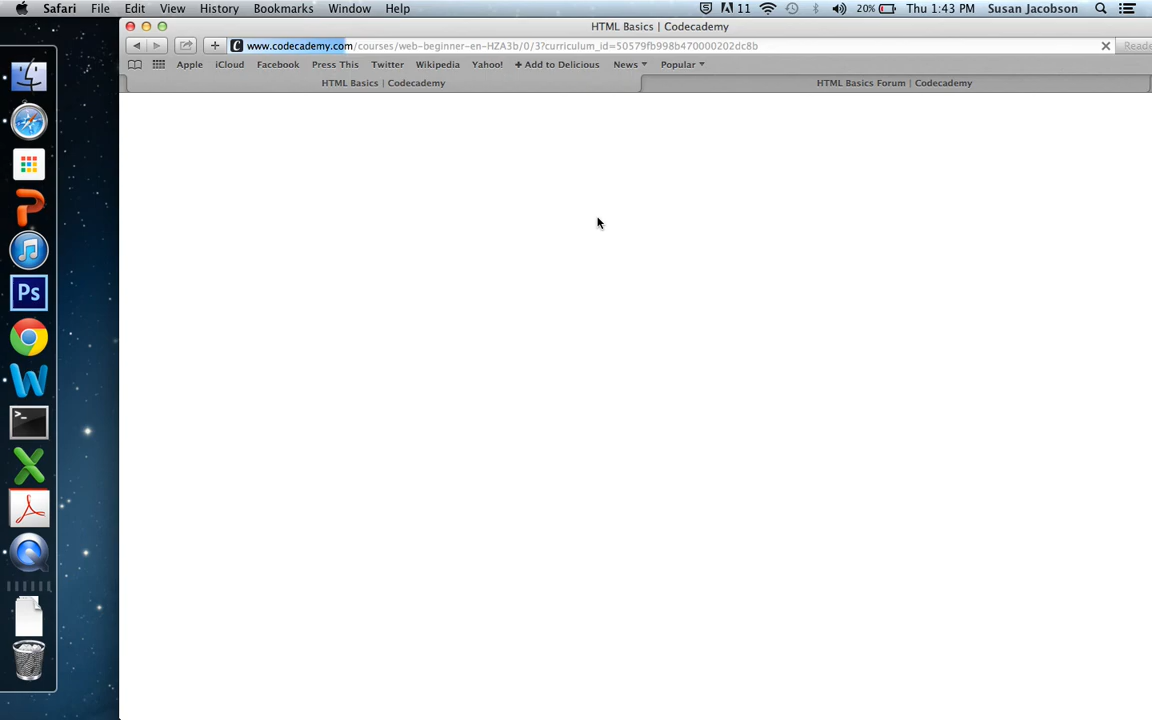 Safari File Edit View History Bookmarks Window Help 11 20% Thu 1:43 PM Susan Jacobson
HTML Basics | Codecademy
www.codecademy.com/courses/web-beginner-en-HZA3b/0/3?curriculum_id=50579fb998b470000202dc8b Reade
Apple iCloud Facebook Press This Twitter Wikipedia Yahoo! + Add to Delicious News Popular
HTML Basics | Codecademy HTML Basics Forum | Codecademy
Ps